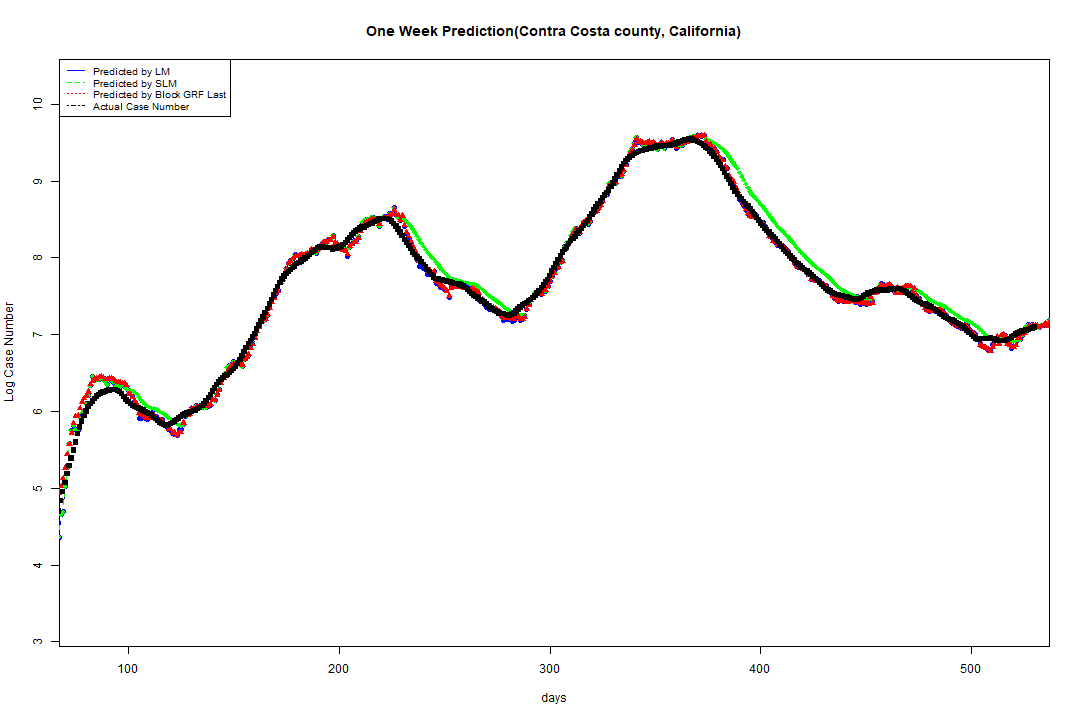 One Week Prediction(Contra Costa county, California)
Predicted by LM
Predicted by SLM
Predicted by Block GRF Last
Actual Case Number
10
9
8
7
6
5
4
3
Log Case Number
100 200 300 400 500
days